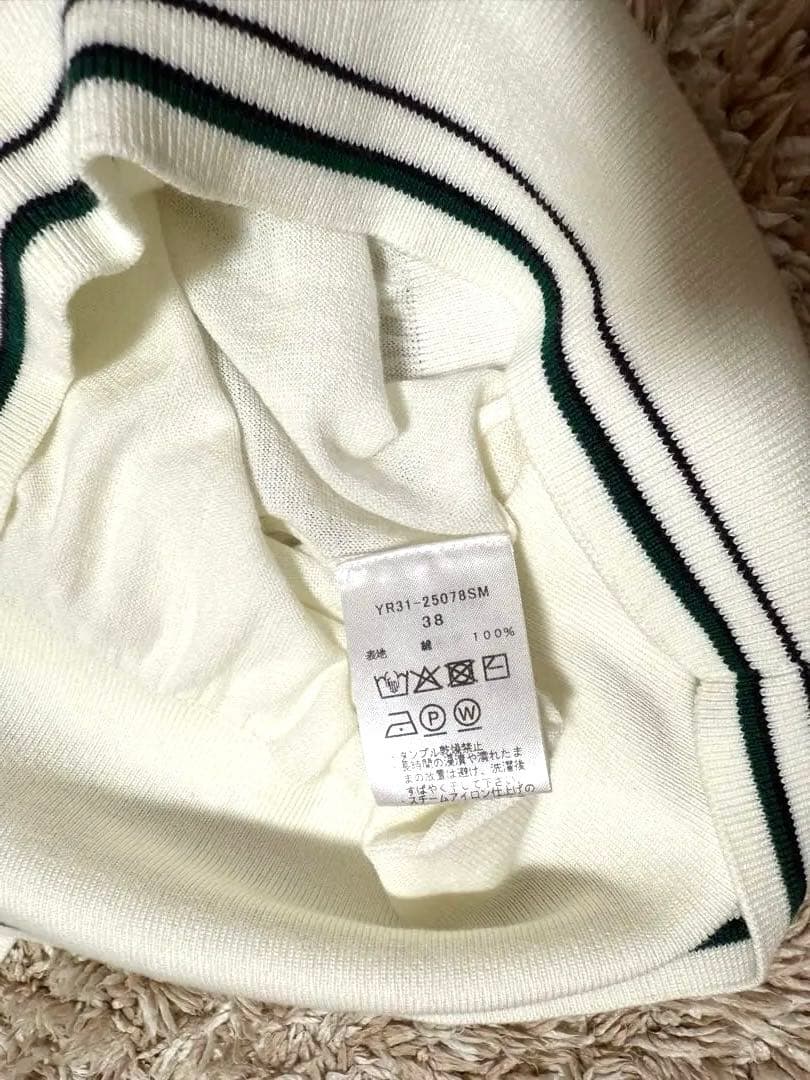 YR31-25078SM
38
表地 綿 100%
P W
・タンブル乾燥禁止
・長時間の浸漬や濡れたま
まの放置は避け、洗濯後
すばやく干して下さい。
・スチームアイロン仕上げの